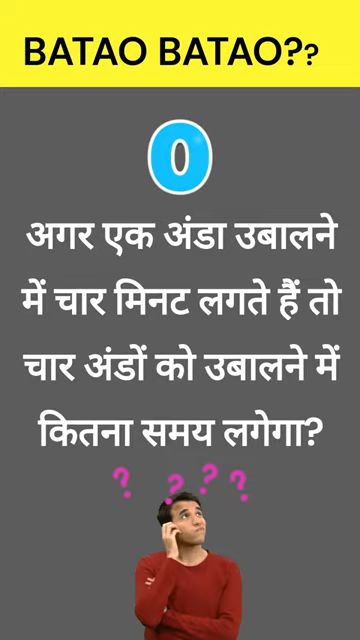 BATAO BATAO??
0
अगर एक अंडा उबालने
में चार मिनट लगते हैं तो
चार अंडों को उबालने में
कितना समय लगेगा?
? ? ? ?